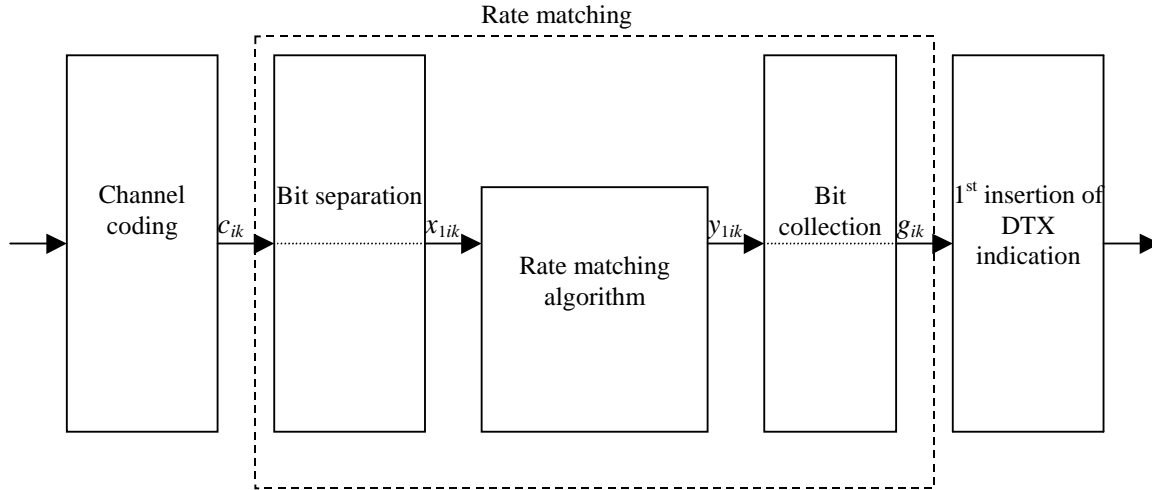 Rate matching
Channel
coding
c_ik
Bit separation
x_1ik
Rate matching
algorithm
y_1ik
Bit
collection
g_ik
1st insertion of
DTX
indication